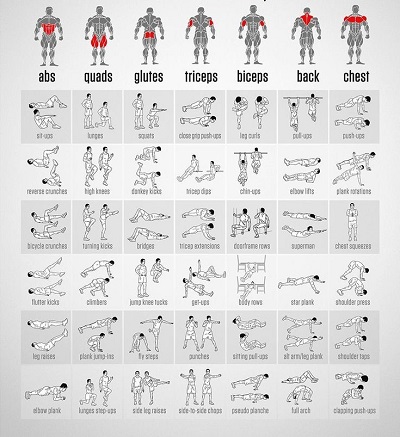 abs quads glutes triceps biceps back chest
sit-ups lunges squats close grip push-ups leg curls pull-ups push-ups
reverse crunches high knees donkey kicks tricep dips chin-ups elbow lifts plank rotations
bicycle crunches turning kicks bridges tricep extensions doorframe rows superman chest squeezes
flutter kicks climbers jump knee tucks get-ups body rows star plank shoulder press
leg raises plank jump-ins fly steps punches sitting pull-ups alt arm/leg plank shoulder taps
elbow plank lunges step-ups side leg raises side-to-side chops pseudo planche full arch clapping push-ups